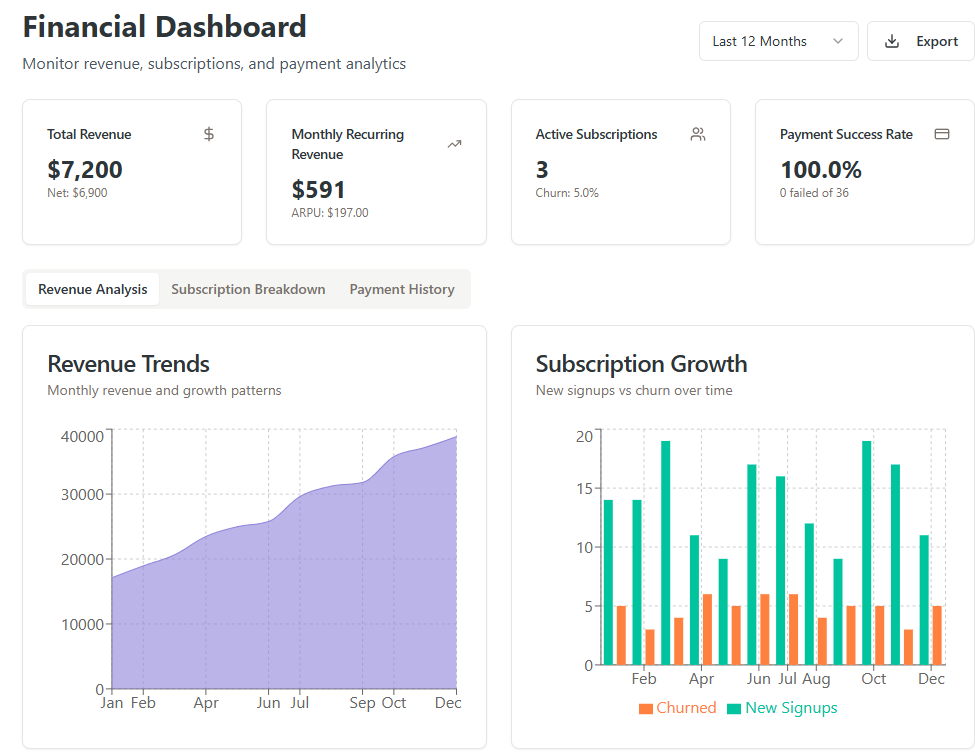 Financial Dashboard
Monitor revenue, subscriptions, and payment analytics
Last 12 Months
Export
Total Revenue
$7,200
Net: $6,900
Monthly Recurring
Revenue
$591
ARPU: $197.00
Active Subscriptions
3
Churn: 5.0%
Payment Success Rate
100.0%
0 failed of 36
Revenue Analysis
Subscription Breakdown
Payment History
Revenue Trends
Monthly revenue and growth patterns
40000
30000
20000
10000
0
Jan Feb Apr Jun Jul Sep Oct Dec
Subscription Growth
New signups vs churn over time
20
15
10
5
0
Feb Apr Jun Jul Aug Oct Dec
Churned New Signups